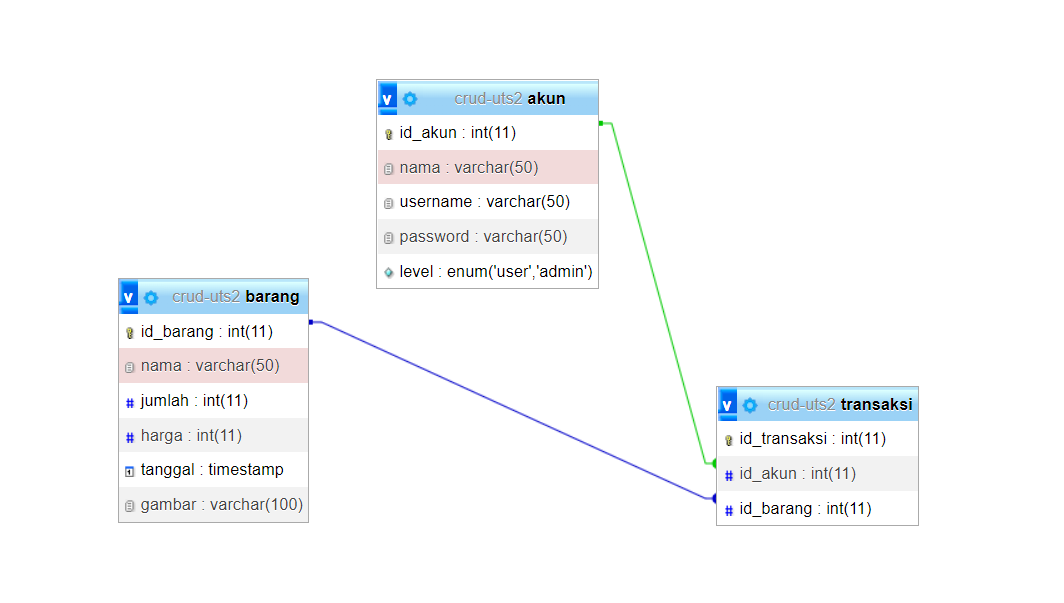 v crud-uts2 akun
id_akun : int(11)
nama : varchar(50)
username : varchar(50)
password : varchar(50)
level : enum('user','admin')
v crud-uts2 barang
id_barang : int(11)
nama : varchar(50)
# jumlah : int(11)
# harga : int(11)
1 tanggal : timestamp
gambar : varchar(100)
v crud-uts2 transaksi
id_transaksi : int(11)
# id_akun : int(11)
# id_barang : int(11)